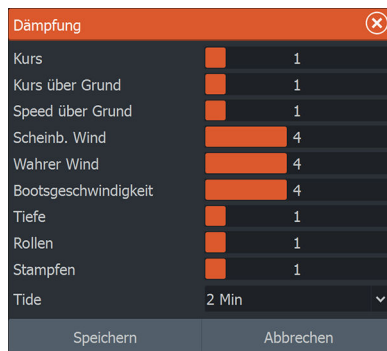 Dämpfung
Kurs 1
Kurs über Grund 1
Speed über Grund 1
Scheinb. Wind 4
Wahrer Wind 4
Bootsgeschwindigkeit 4
Tiefe 1
Rollen 1
Stampfen 1
Tide 2 Min
Speichern Abbrechen